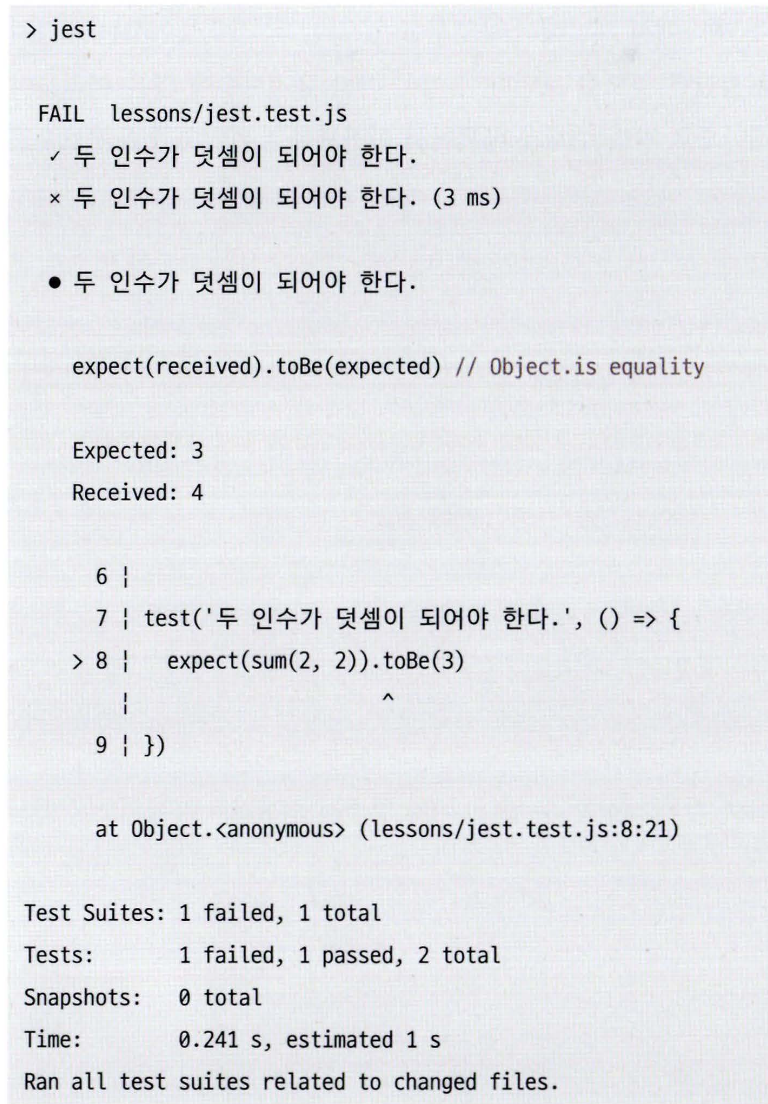 > jest
FAIL  lessons/jest.test.js
✓ 두 인수가 덧셈이 되어야 한다.
× 두 인수가 덧셈이 되어야 한다. (3 ms)
● 두 인수가 덧셈이 되어야 한다.
expect(received).toBe(expected) // Object.is equality
Expected: 3
Received: 4
6 ¦
7 ¦ test('두 인수가 덧셈이 되어야 한다.', () => {
> 8 ¦   expect(sum(2, 2)).toBe(3)
¦                     ^
9 ¦ })
at Object.<anonymous> (lessons/jest.test.js:8:21)
Test Suites: 1 failed, 1 total
Tests:       1 failed, 1 passed, 2 total
Snapshots:   0 total
Time:        0.241 s, estimated 1 s
Ran all test suites related to changed files.